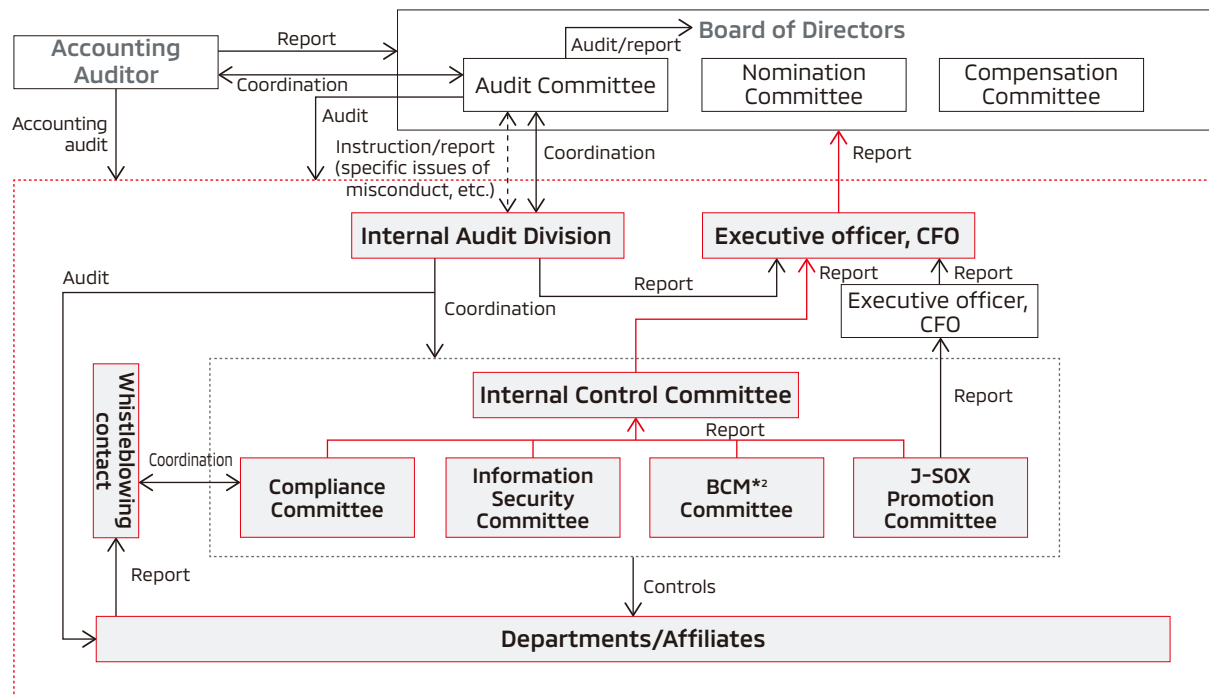 Accounting
Auditor
Report
Coordination
Audit/report
Board of Directors
Audit Committee
Nomination
Committee
Compensation
Committee
Accounting
audit
Audit
Instruction/report
(specific issues of
misconduct, etc.)
Coordination
Report
Internal Audit Division
Executive officer, CFO
Audit
Coordination
Report
Report
Report
Executive officer,
CFO
Whistleblowing
contact
Internal Control Committee
Report
Report
Coordination
Compliance
Committee
Information
Security
Committee
BCM*2
Committee
J-SOX
Promotion
Committee
Report
Controls
Departments/Affiliates